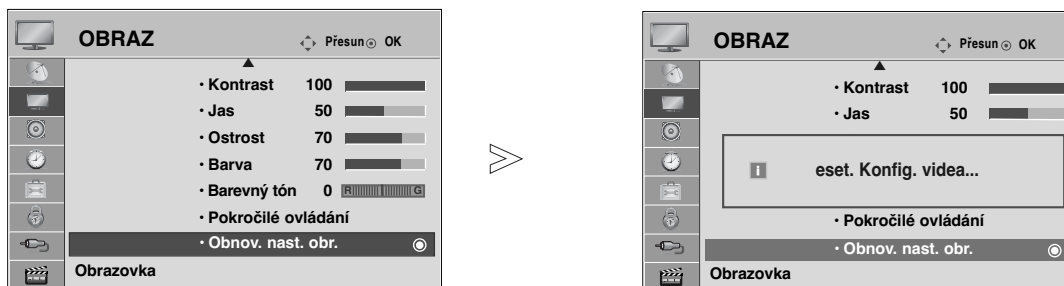 OBRAZ Přesun OK
• Kontrast 100
• Jas 50
• Ostrost 70
• Barva 70
• Barevný tón 0 R G
• Pokročilé ovládání
• Obnov. nast. obr.
Obrazovka
OBRAZ Přesun OK
• Kontrast 100
• Jas 50
i eset. Konfig. videa...
• Pokročilé ovládání
• Obnov. nast. obr.
Obrazovka